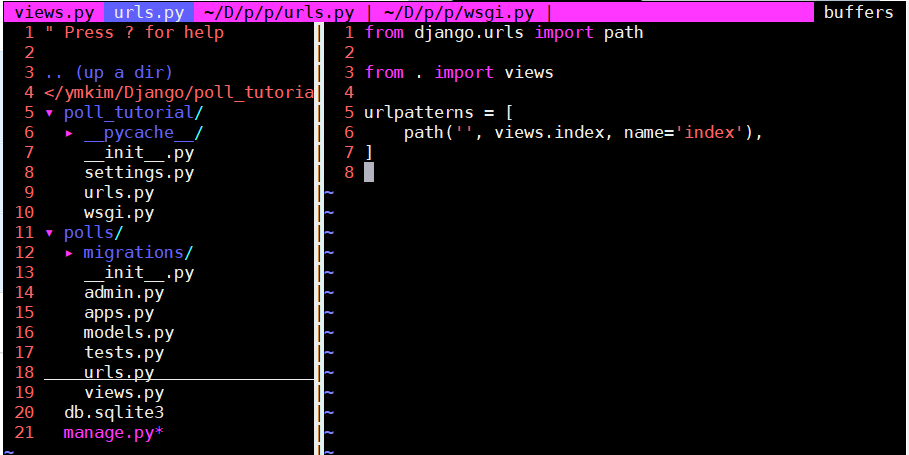 views.py urls.py ~/D/p/p/urls.py | ~/D/p/p/wsgi.py | buffers
1 " Press ? for help
2
3 .. (up a dir)
4 </ymkim/Django/poll_tutoria
5 ▾ poll_tutorial/
6 ▸ __pycache__/
7 __init__.py
8 settings.py
9 urls.py
10 wsgi.py
11 ▾ polls/
12 ▸ migrations/
13 __init__.py
14 admin.py
15 apps.py
16 models.py
17 tests.py
18 urls.py
19 views.py
20 db.sqlite3
21 manage.py*
~
1 from django.urls import path
2
3 from . import views
4
5 urlpatterns = [
6 path('', views.index, name='index'),
7 ]
8
~
~
~
~
~
~
~
~
~
~
~
~
~
~